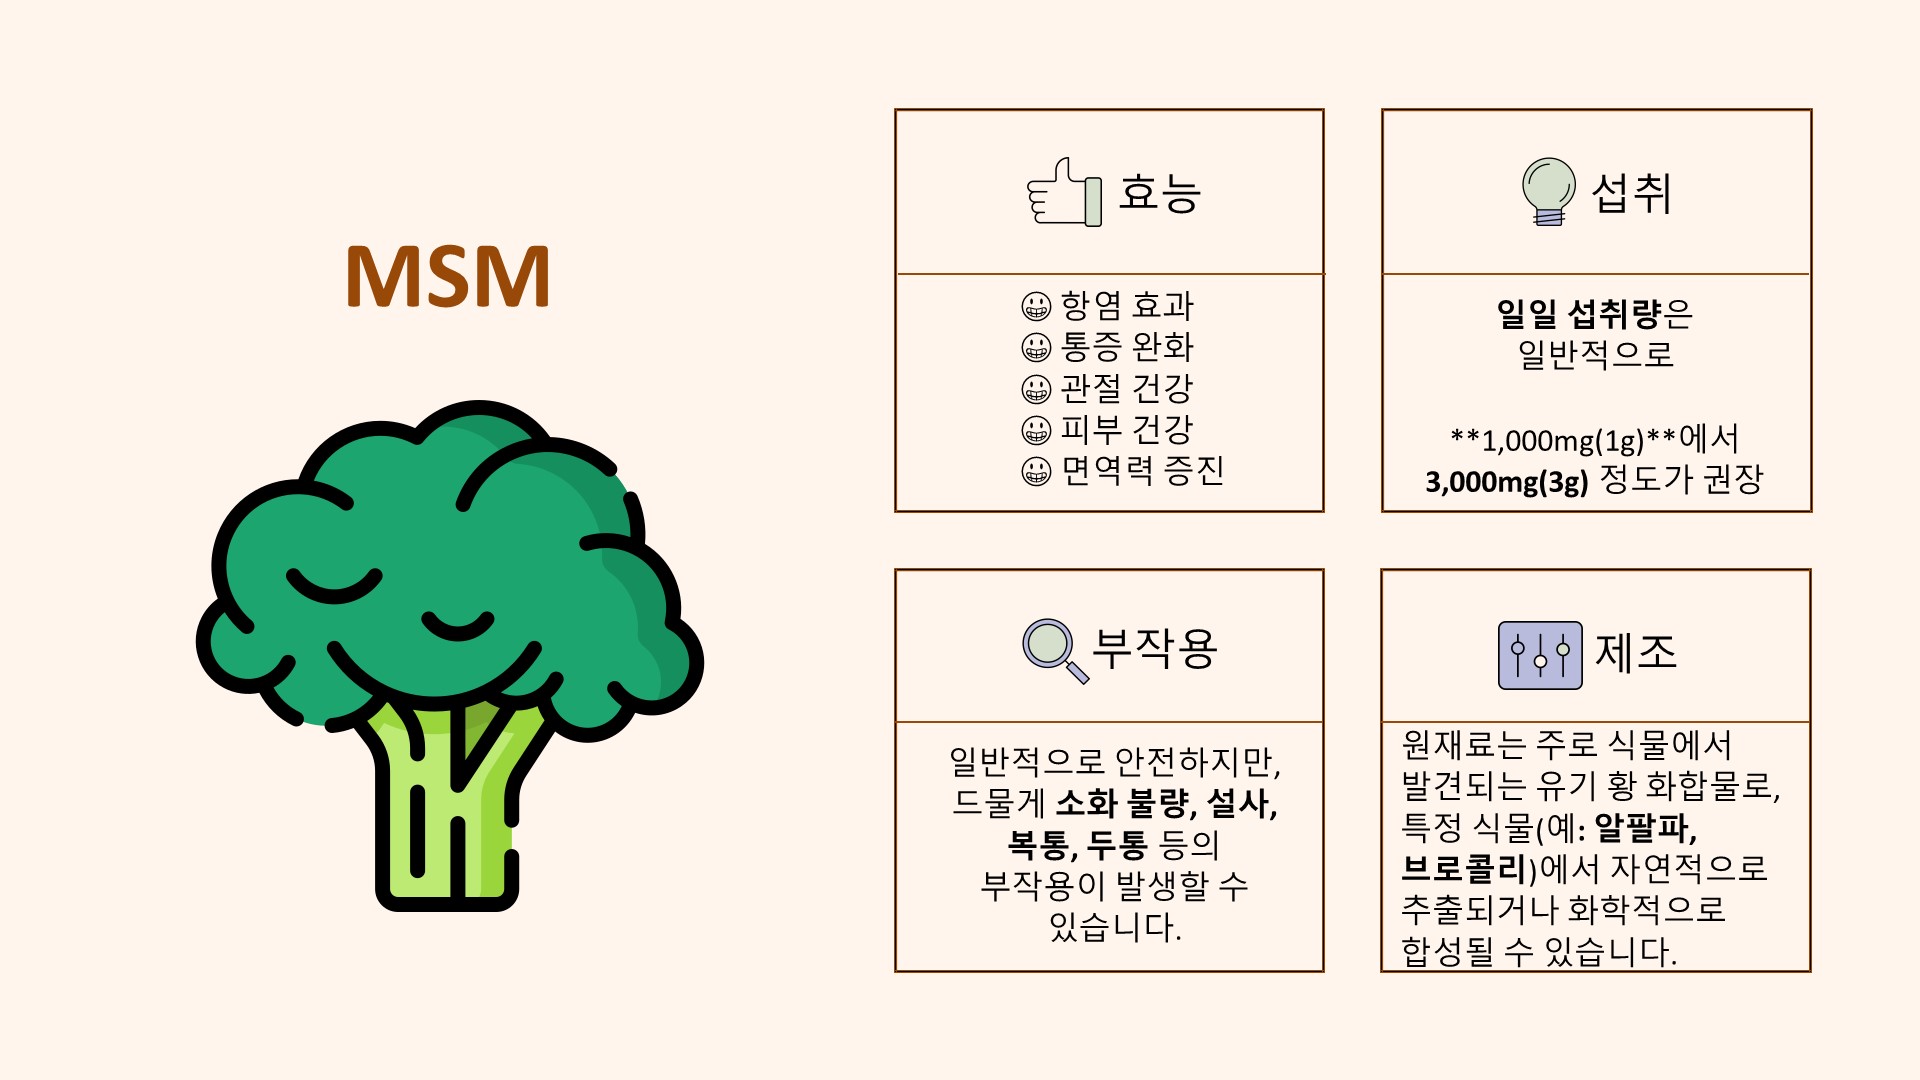 MSM
효능
😀 항염 효과
😀 통증 완화
😀 관절 건강
😀 피부 건강
😀 면역력 증진
섭취
일일 섭취량은
일반적으로
**1,000mg(1g)**에서
3,000mg(3g) 정도가 권장
부작용
일반적으로 안전하지만,
드물게 소화 불량, 설사,
복통, 두통 등의
부작용이 발생할 수
있습니다.
제조
원재료는 주로 식물에서
발견되는 유기 황 화합물로,
특정 식물(예: 알팔파,
브로콜리)에서 자연적으로
추출되거나 화학적으로
합성될 수 있습니다.